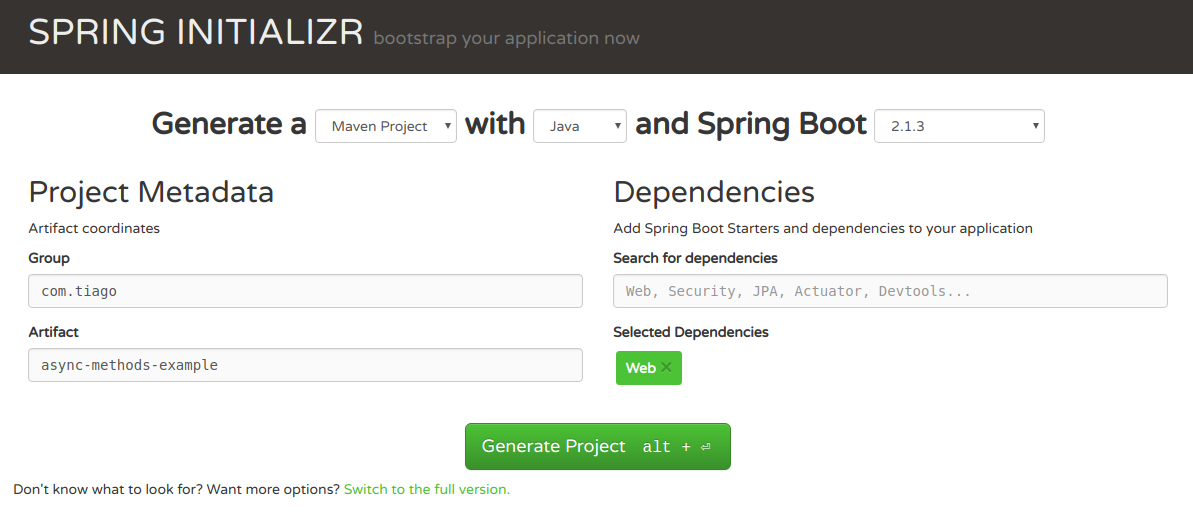 SPRING INITIALIZR bootstrap your application now
Generate a Maven Project with Java and Spring Boot 2.1.3
Project Metadata
Artifact coordinates
Group
com.tiago
Artifact
async-methods-example
Dependencies
Add Spring Boot Starters and dependencies to your application
Search for dependencies
Web, Security, JPA, Actuator, Devtools...
Selected Dependencies
Web ×
Generate Project alt + ⏎
Don't know what to look for? Want more options? Switch to the full version.